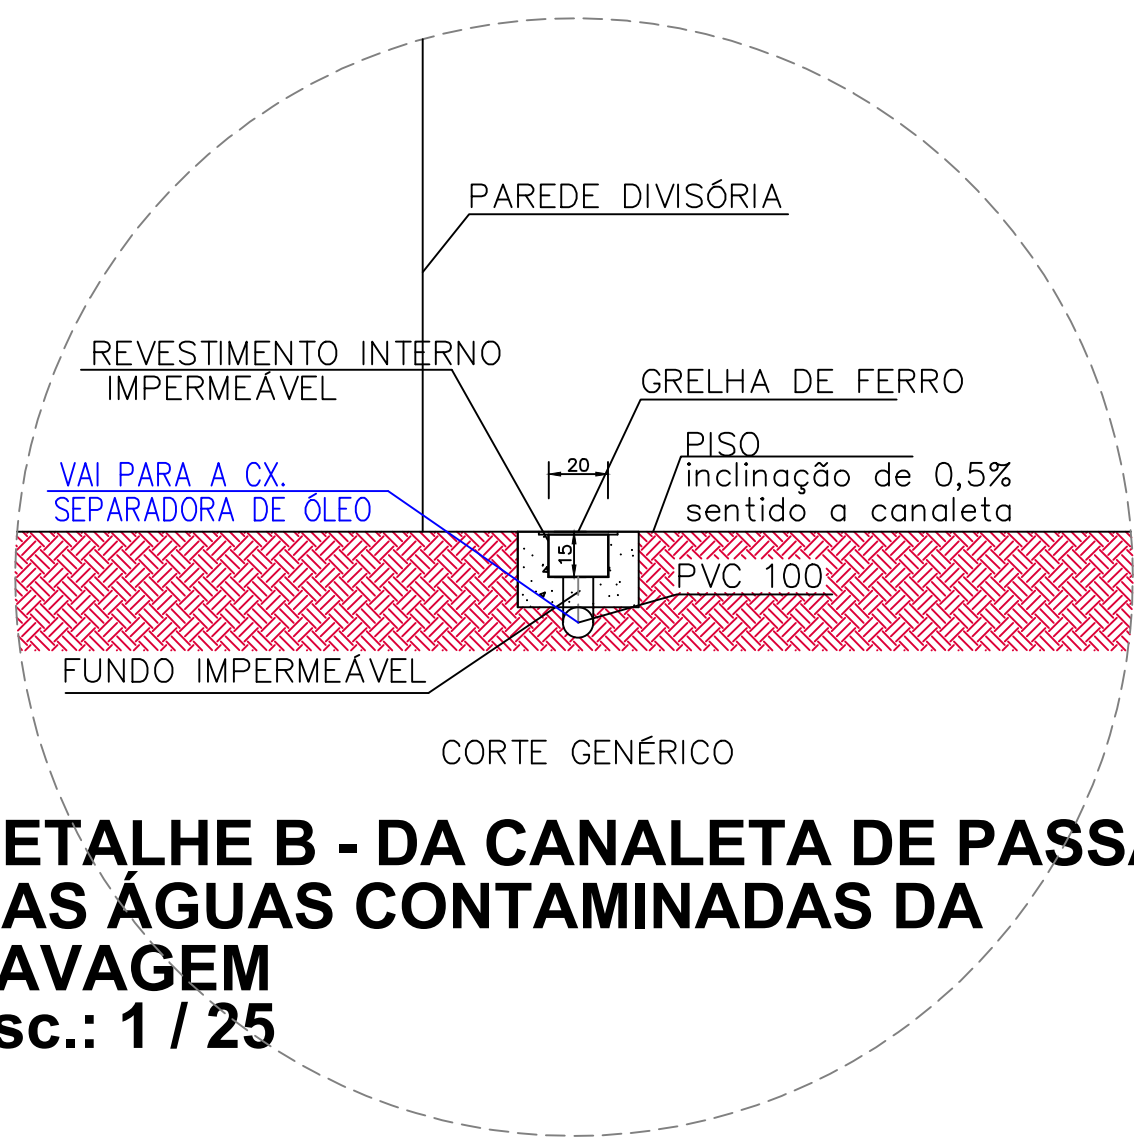 PAREDE DIVISÓRIA
REVESTIMENTO INTERNO
IMPERMEÁVEL
GRELHA DE FERRO
VAI PARA A CX.
SEPARADORA DE ÓLEO
20
PISO
inclinação de 0,5%
sentido a canaleta
15
PVC 100
FUNDO IMPERMEÁVEL
CORTE GENÉRICO
ETALHE B - DA CANALETA DE PASSA
AS ÁGUAS CONTAMINADAS DA
AVAGEM
sc.: 1 / 25